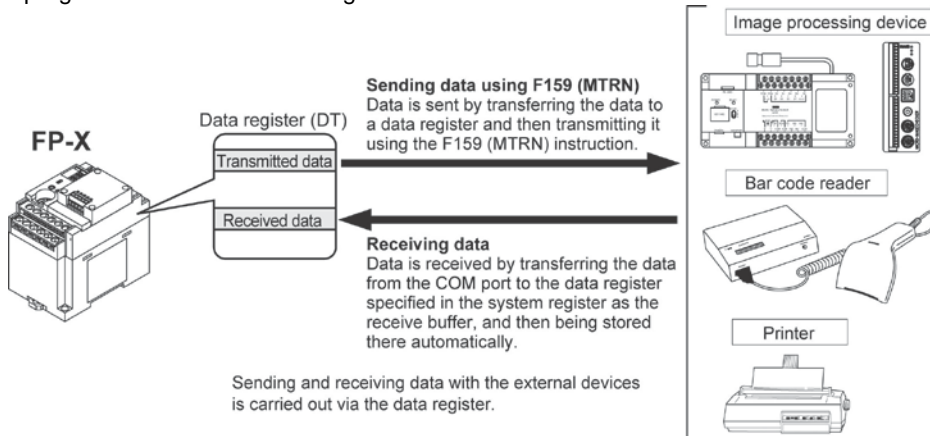 Image processing device
Sending data using F159 (MTRN)
Data is sent by transferring the data to
a data register and then transmitting it
using the F159 (MTRN) instruction.
Data register (DT)
FP-X
Transmitted data
Received data
Bar code reader
Receiving data
Data is received by transferring the data
from the COM port to the data register
specified in the system register as the
receive buffer, and then being stored
there automatically.
Printer
Sending and receiving data with the external devices
is carried out via the data register.